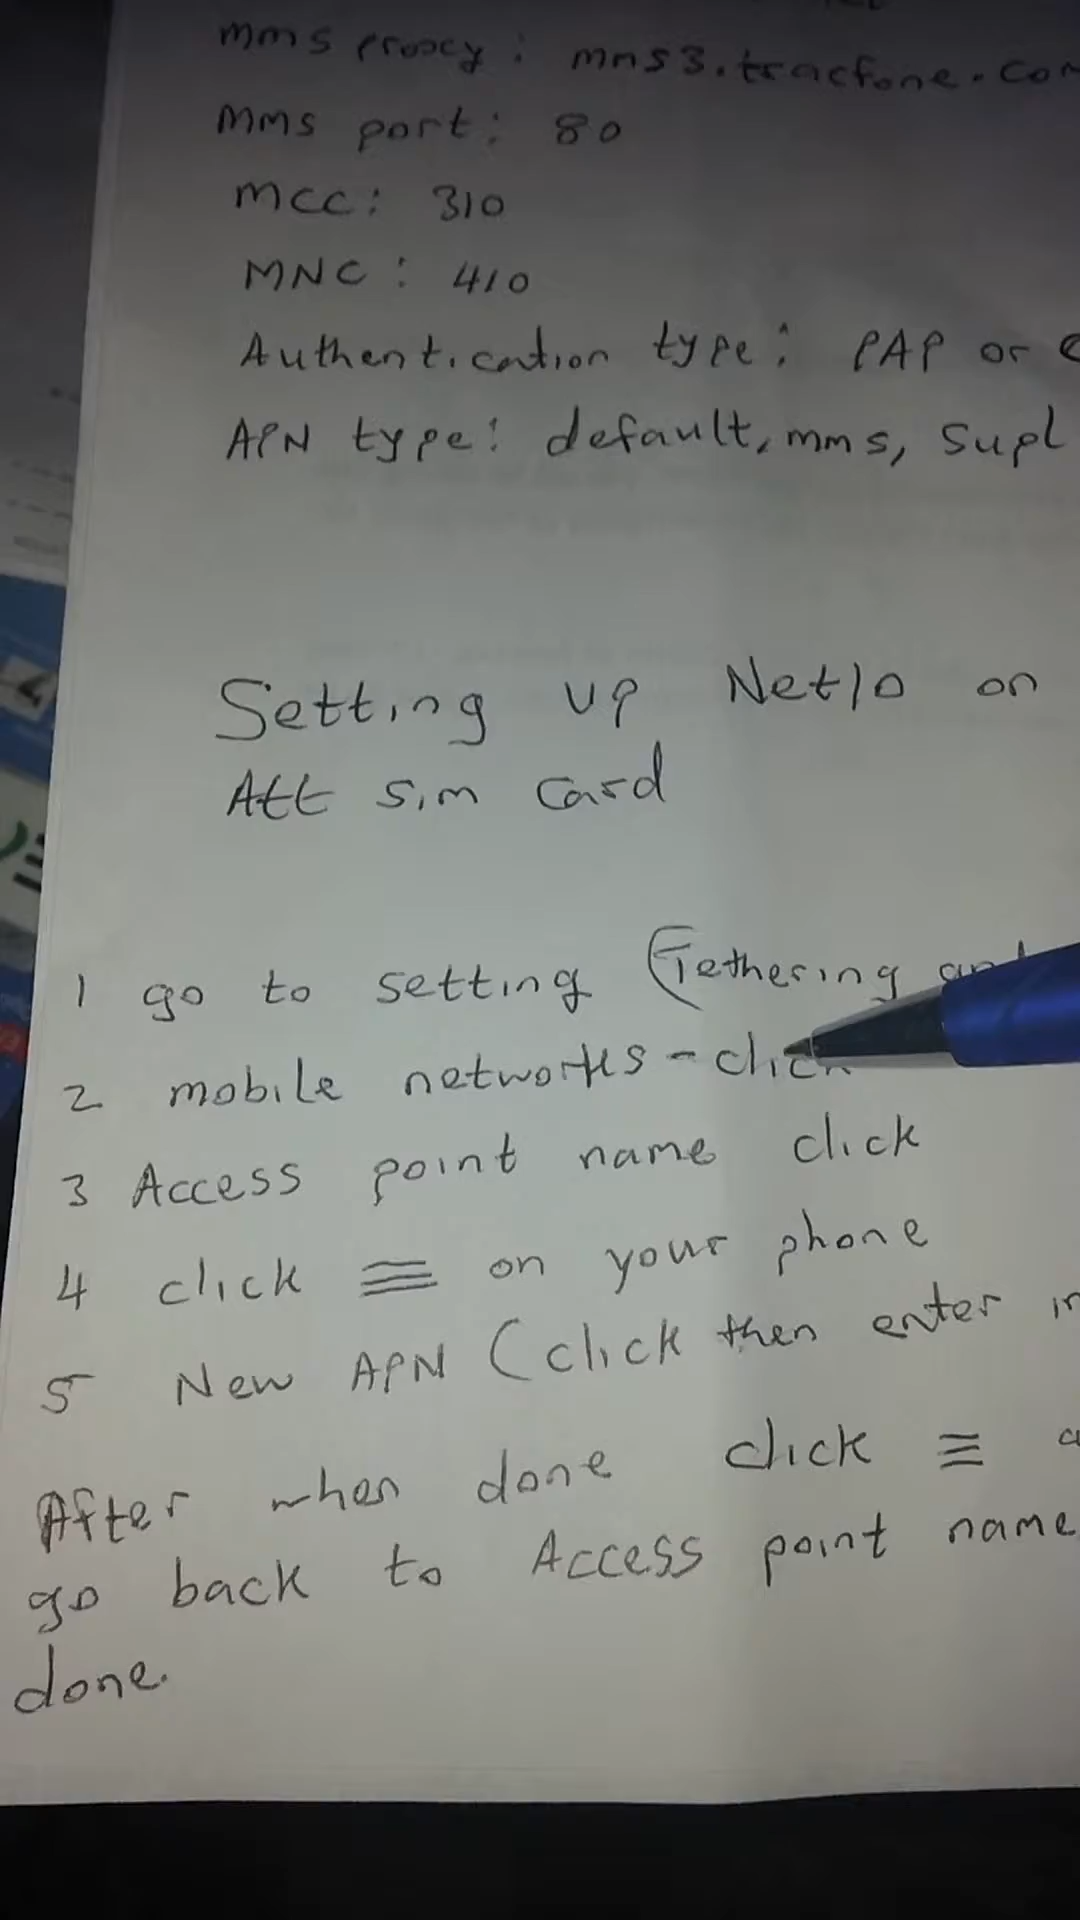 mms proxy: mms3.tracfone.com
mms port: 80
MCC: 310
MNC: 410
Authentication type: PAP or
APN type: default, mms, supl
Setting up Net10 on
Att sim card
1 go to setting (Tethering and
2 mobile networks - click
3 Access point name click
4 click ≡ on your phone
5 New APN (click then enter in
After when done click ≡
go back to Access point name
done.